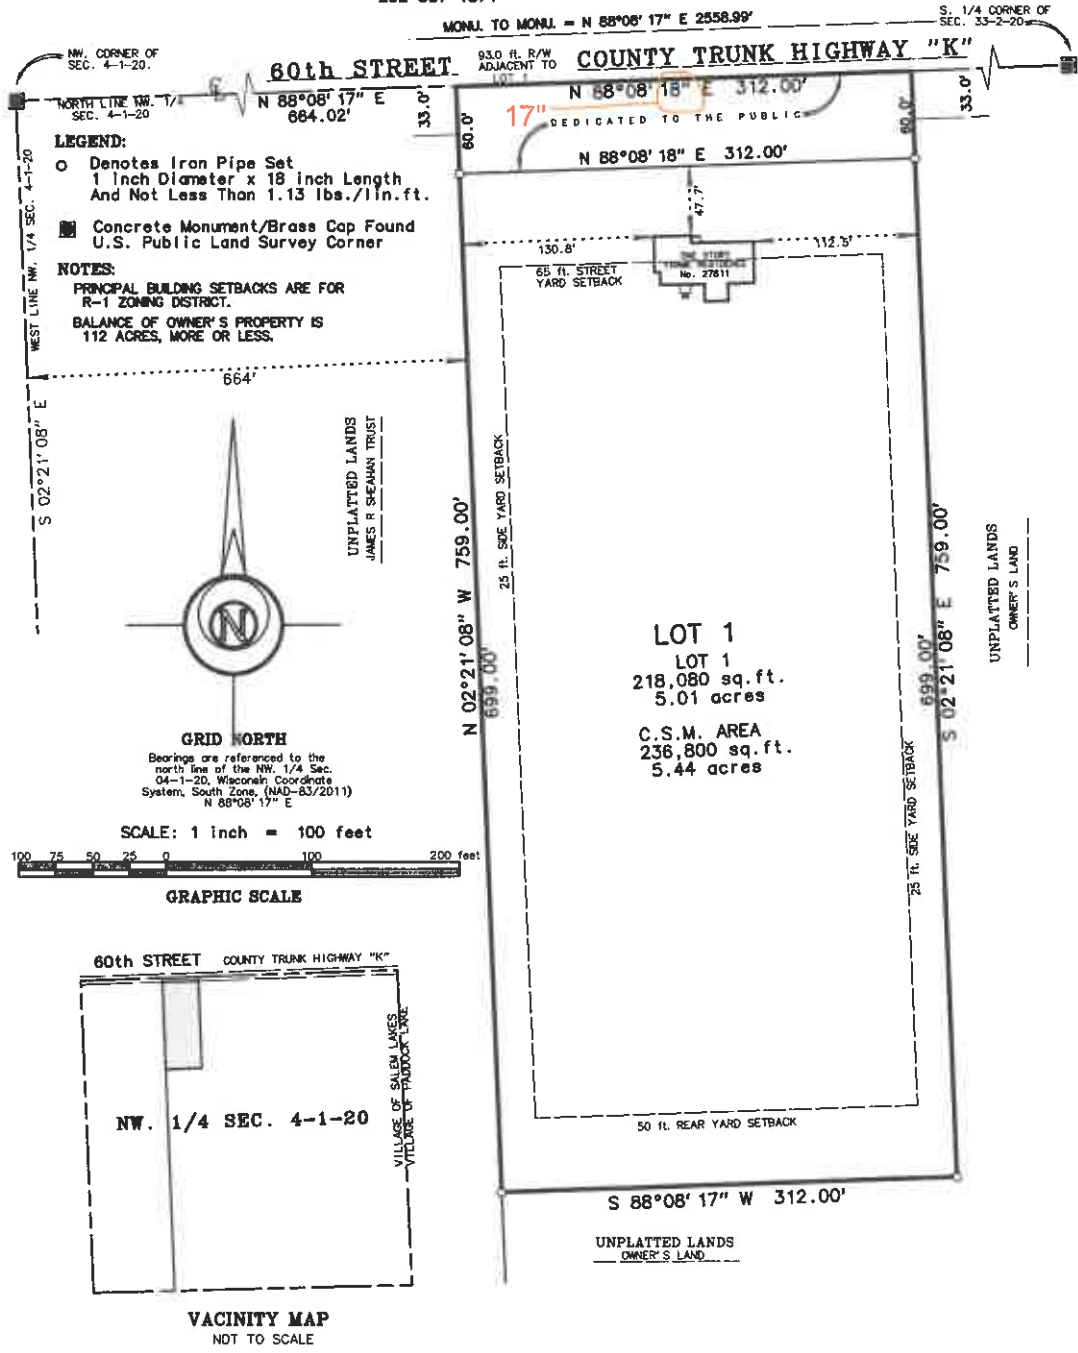 MONU. TO MONU. = N 88°08' 17" E 2558.99'
S. 1/4 CORNER OF
SEC. 33-2-20
NW. CORNER OF
SEC. 4-1-20.
60th STREET
93.0 ft. R/W
ADJACENT TO
LOT 1
COUNTY TRUNK HIGHWAY "K"
NORTH LINE NW. 1/4
SEC. 4-1-20
N 88°08' 17" E
664.02'
33.0'
60.0'
N 88°08' 18" E 312.00'
17"
DEDICATED TO THE PUBLIC
60.0'
33.0'
N 88°08' 18" E 312.00'
LEGEND:
o Denotes Iron Pipe Set
1 Inch Diameter x 18 inch Length
And Not Less Than 1.13 lbs./lin.ft.
Concrete Monument/Brass Cap Found
U.S. Public Land Survey Corner
NOTES:
PRINCIPAL BUILDING SETBACKS ARE FOR
R-1 ZONING DISTRICT.
BALANCE OF OWNER'S PROPERTY IS
112 ACRES, MORE OR LESS.
WEST LINE NW. 1/4 SEC. 4-1-20
S 02°21'08" E
664'
47.7'
130.8'
112.5'
ONE STORY
No. 27811
65 ft. STREET
YARD SETBACK
UNPLATTED LANDS
JAMES R SHEAHAN TRUST
25 ft. SIDE YARD SETBACK
N 02°21'08" W 759.00'
699.00'
LOT 1
LOT 1
218,080 sq.ft.
5.01 acres
C.S.M. AREA
236,800 sq.ft.
5.44 acres
699.00'
S 02°21'08" E 759.00'
25 ft. SIDE YARD SETBACK
UNPLATTED LANDS
OWNER'S LAND
N
GRID NORTH
Bearings are referenced to the
north line of the NW. 1/4 Sec.
04-1-20, Wisconsin Coordinate
System, South Zone, (NAD-83/2011)
N 88°08' 17" E
SCALE: 1 inch = 100 feet
100 75 50 25 0 100 200 feet
GRAPHIC SCALE
60th STREET COUNTY TRUNK HIGHWAY "K"
NW. 1/4 SEC. 4-1-20
VILLAGE OF SALEM LAKES
VILLAGE OF PADDOCK LAKE
VACINITY MAP
NOT TO SCALE
50 ft. REAR YARD SETBACK
S 88°08' 17" W 312.00'
UNPLATTED LANDS
OWNER'S LAND